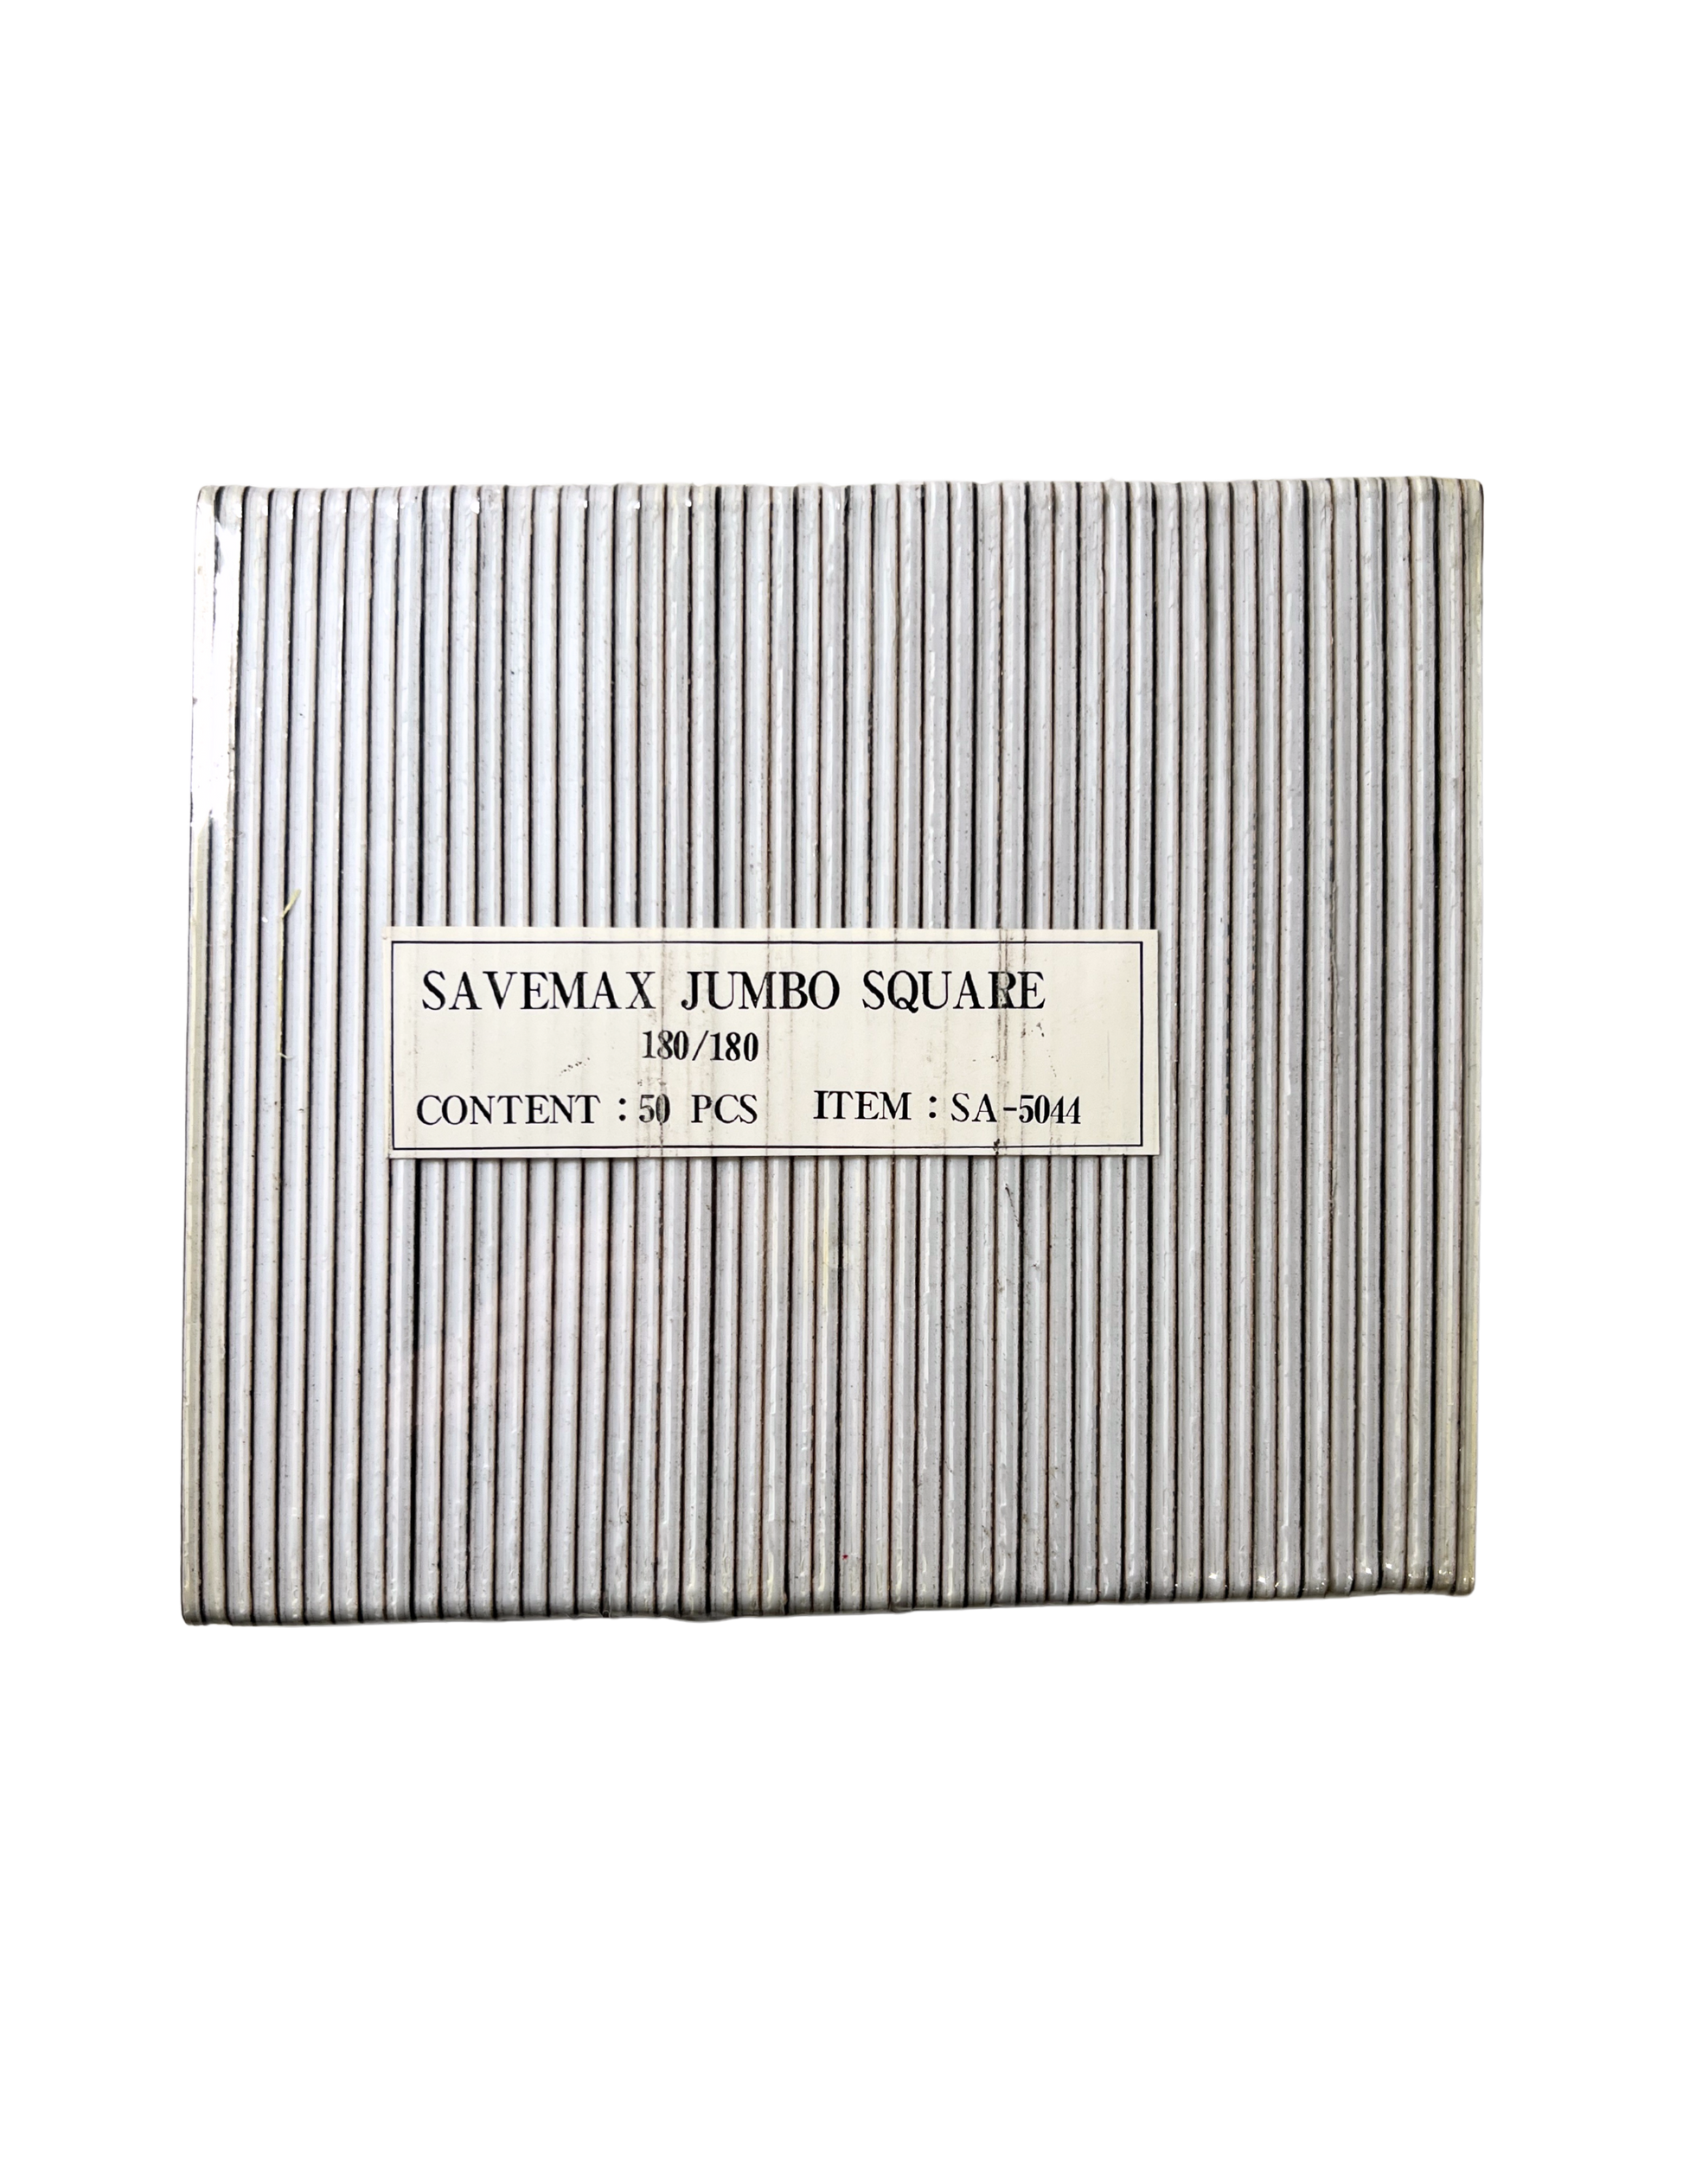 SAVEMAX JUMBO SQUARE
180/180
CONTENT : 50 PCS ITEM : SA-5044